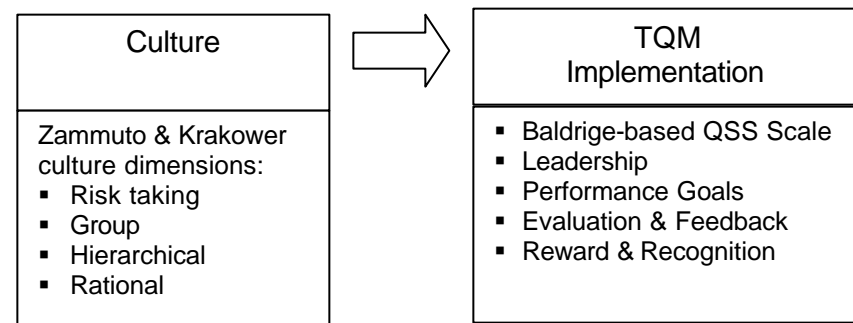 Culture
Zammuto & Krakower
culture dimensions:
▪ Risk taking
▪ Group
▪ Hierarchical
▪ Rational
TQM
Implementation
▪ Baldrige-based QSS Scale
▪ Leadership
▪ Performance Goals
▪ Evaluation & Feedback
▪ Reward & Recognition